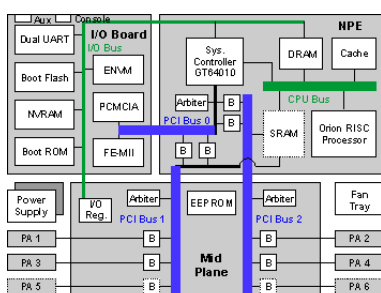 Aux Console
I/O Board
NPE
Dual UART
I/O Bus
Boot Flash
NVRAM
Boot ROM
ENVM
PCMCIA
FE-MII
Sys.
Controller
GT64010
DRAM
Cache
CPU Bus
Arbiter
B
B
PCI Bus 0
B
B
SRAM
Orion RISC
Processor
Power
Supply
I/O
Reg.
Arbiter
EEPROM
Arbiter
Fan
Tray
PCI Bus 1
PCI Bus 2
PA 1
B
B
PA 2
PA 3
B
Mid
Plane
B
PA 4
PA 5
B
B
PA 6